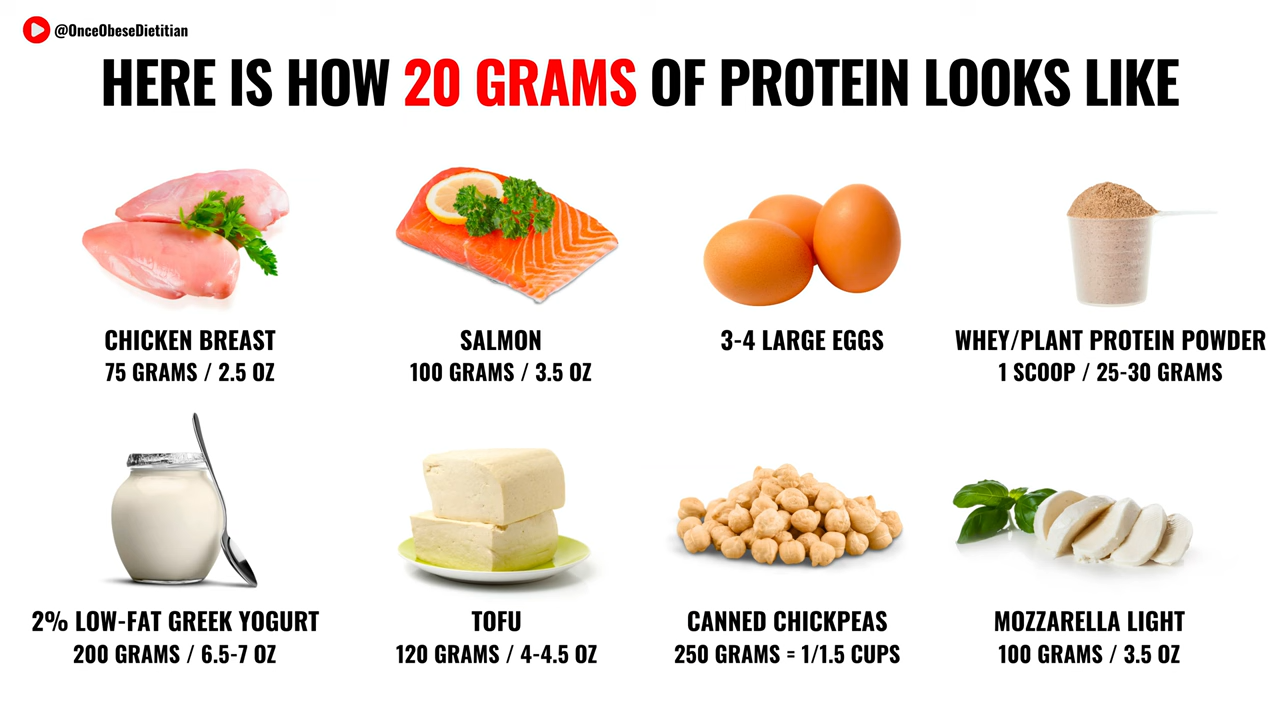 @OnceObeseDietitian
HERE IS HOW 20 GRAMS OF PROTEIN LOOKS LIKE
CHICKEN BREAST
75 GRAMS / 2.5 OZ
SALMON
100 GRAMS / 3.5 OZ
3-4 LARGE EGGS
WHEY/PLANT PROTEIN POWDER
1 SCOOP / 25-30 GRAMS
2% LOW-FAT GREEK YOGURT
200 GRAMS / 6.5-7 OZ
TOFU
120 GRAMS / 4-4.5 OZ
CANNED CHICKPEAS
250 GRAMS = 1/1.5 CUPS
MOZZARELLA LIGHT
100 GRAMS / 3.5 OZ